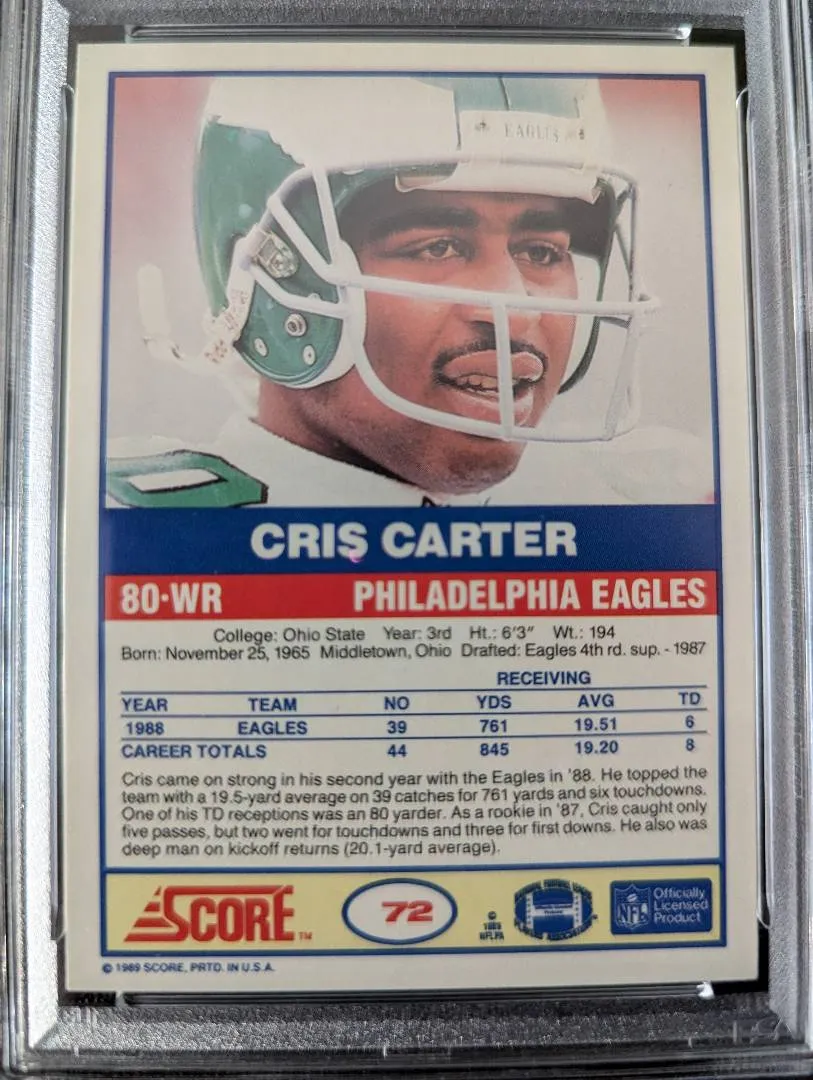 EAGLES
CRIS CARTER
80·WR PHILADELPHIA EAGLES
College: Ohio State Year: 3rd Ht.: 6'3" Wt.: 194
Born: November 25, 1965 Middletown, Ohio Drafted: Eagles 4th rd. sup. - 1987
RECEIVING
YEAR TEAM NO YDS AVG TD
1988 EAGLES 39 761 19.51 6
CAREER TOTALS 44 845 19.20 8
Cris came on strong in his second year with the Eagles in '88. He topped the
team with a 19.5-yard average on 39 catches for 761 yards and six touchdowns.
One of his TD receptions was an 80 yarder. As a rookie in '87, Cris caught only
five passes, but two went for touchdowns and three for first downs. He also was
deep man on kickoff returns (20.1-yard average).
SCORE™
72
©
1989
NFLPA
NFL
Officially
Licensed
Product
© 1989 SCORE, PRTD. IN U.S.A.